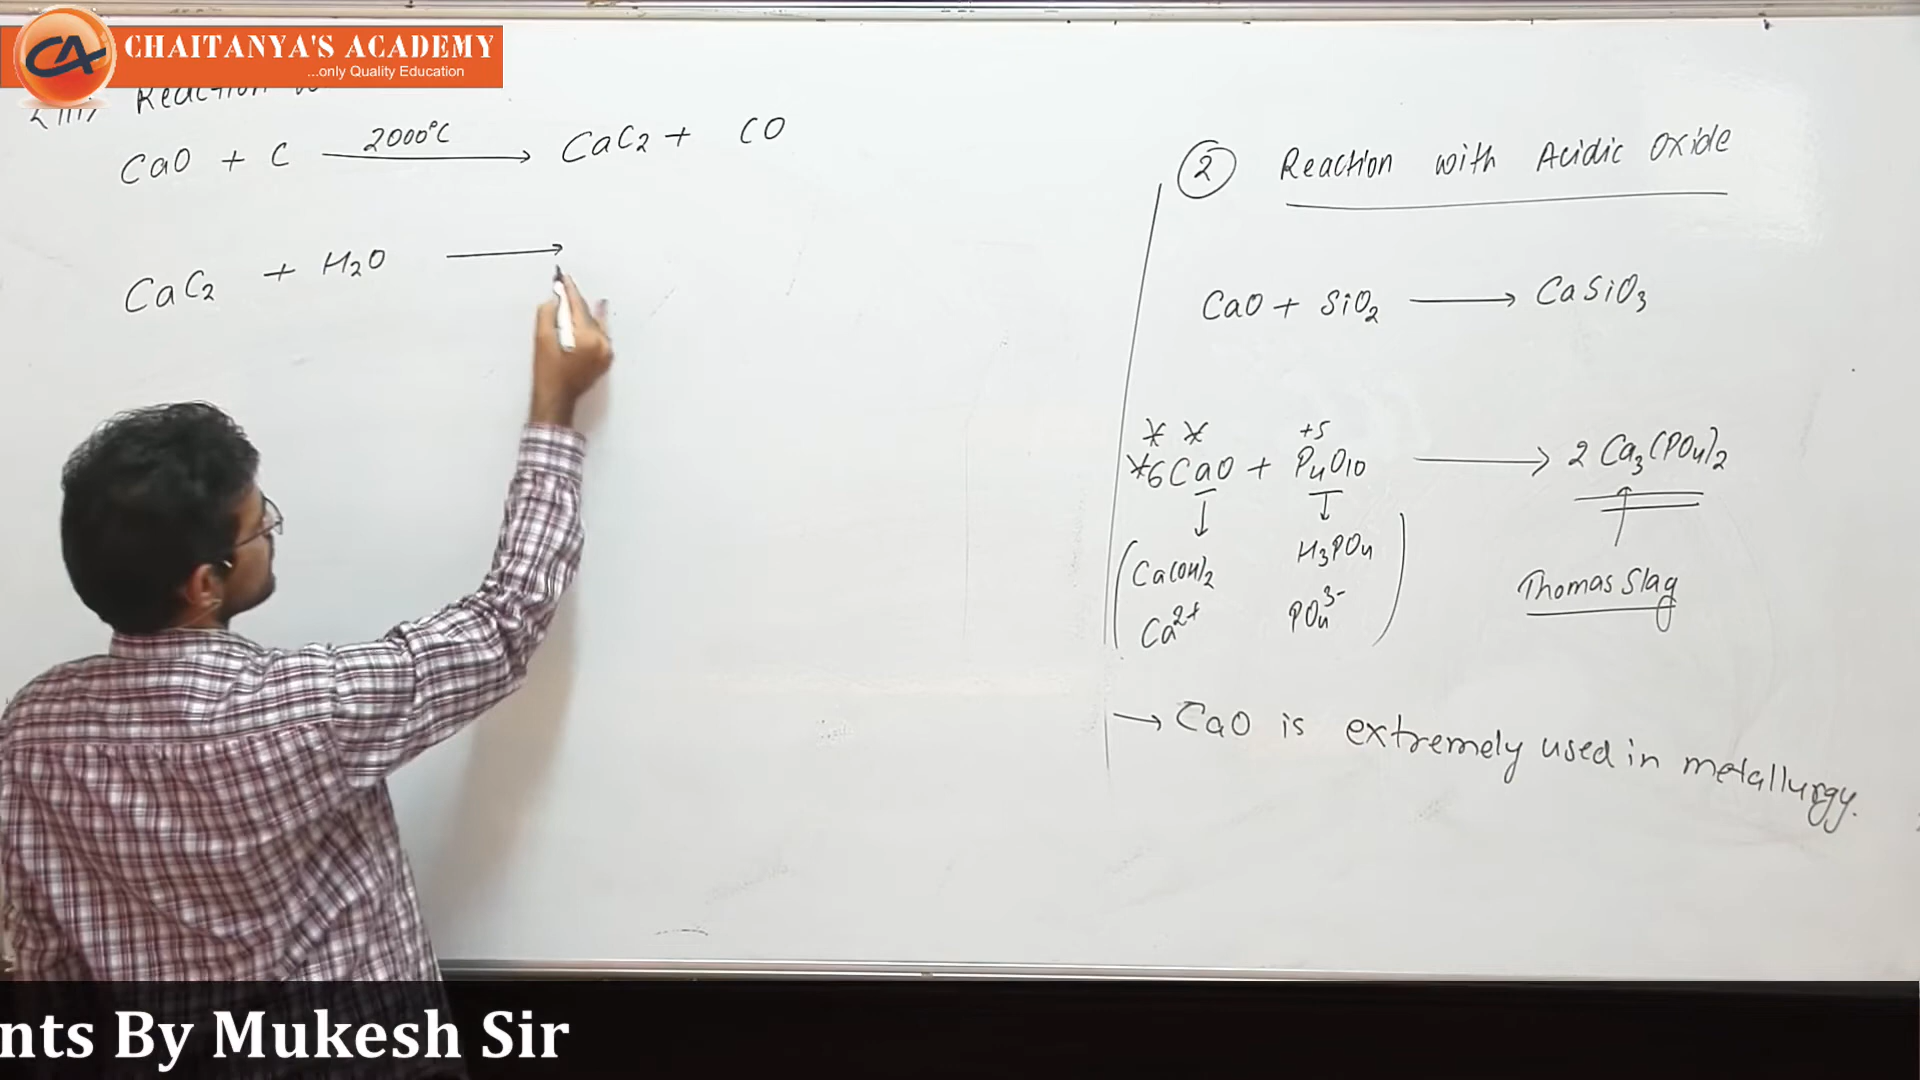 CHAITANYA'S ACADEMY
...only Quality Education
(iii) Reaction
CaO + C 2000°C → CaC2 + CO
CaC2 + H2O →
② Reaction with Acidic Oxide
CaO + SiO2 → CaSiO3
+5
*6CaO + P4O10 → 2 Ca3(PO4)2
Ca(OH)2 H3PO4
Ca2+ PO4 3-
Thomas Slag
→ CaO is extremely used in metallurgy.
nts By Mukesh Sir